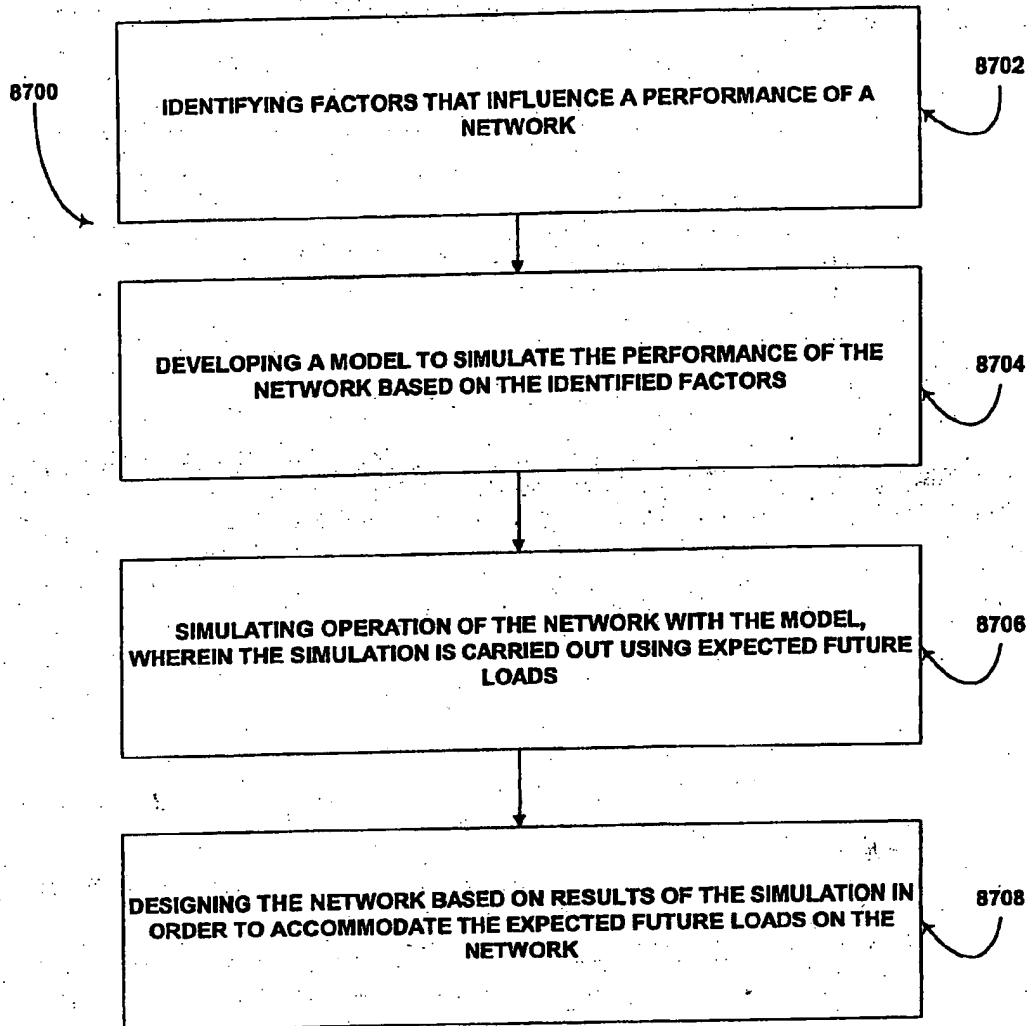 8700
8702
IDENTIFYING FACTORS THAT INFLUENCE A PERFORMANCE OF A
NETWORK
DEVELOPING A MODEL TO SIMULATE THE PERFORMANCE OF THE
NETWORK BASED ON THE IDENTIFIED FACTORS
8704
SIMULATING OPERATION OF THE NETWORK WITH THE MODEL,
WHEREIN THE SIMULATION IS CARRIED OUT USING EXPECTED FUTURE
LOADS
8706
DESIGNING THE NETWORK BASED ON RESULTS OF THE SIMULATION IN
ORDER TO ACCOMMODATE THE EXPECTED FUTURE LOADS ON THE
NETWORK
8708